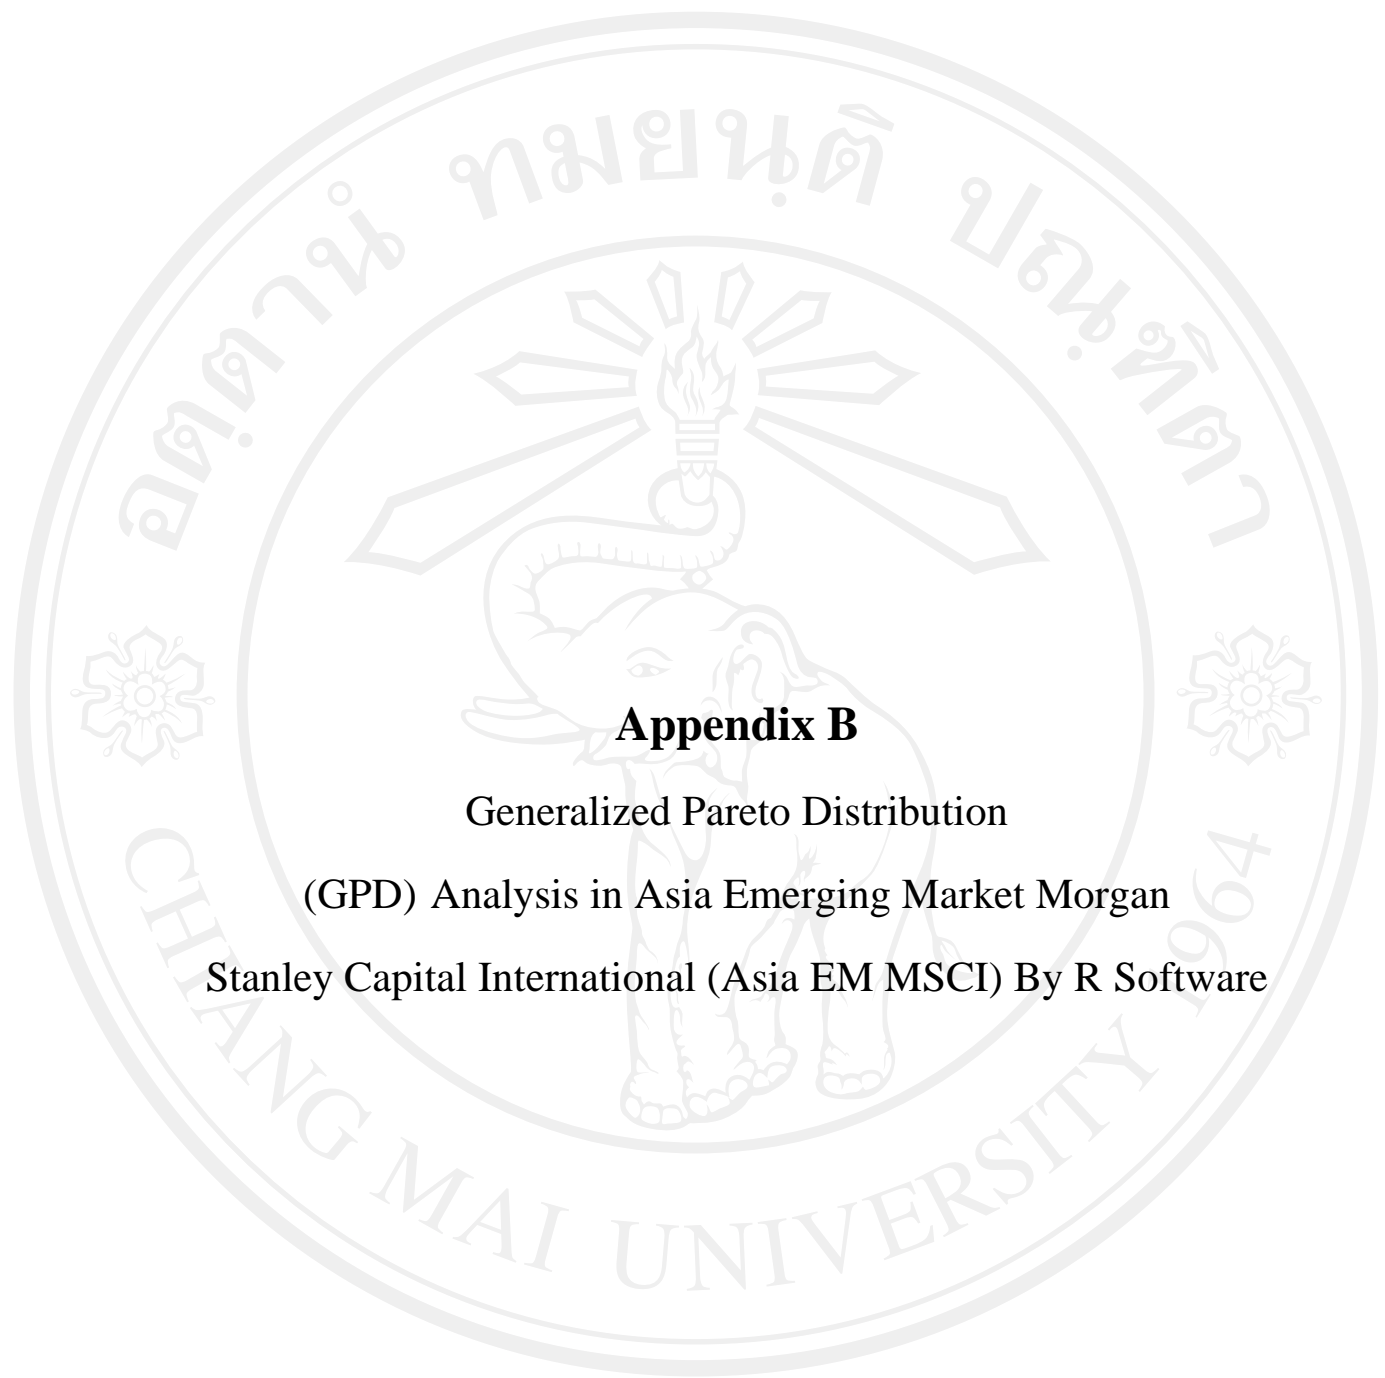 อตฺตานํ ทมยนฺติ ปณฺฑิตา
Appendix B
Generalized Pareto Distribution
(GPD) Analysis in Asia Emerging Market Morgan
Stanley Capital International (Asia EM MSCI) By R Software
CHIANG MAI UNIVERSITY 1964